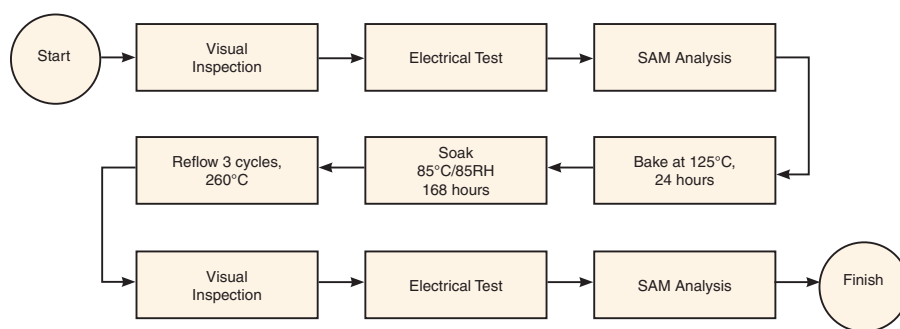 Start
Visual
Inspection
Electrical Test
SAM Analysis
Bake at 125°C,
24 hours
Soak
85°C/85RH
168 hours
Reflow 3 cycles,
260°C
Visual
Inspection
Electrical Test
SAM Analysis
Finish